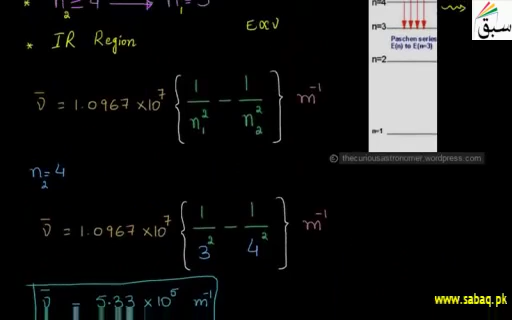 n₂ ≥ 4 ⟶ n₁ = 3
E ∝ ν
* IR Region
n=4
n=3
Paschen series
E(n) to E(n=3)
n=2
n=1
سبق
ν̄ = 1.0967 × 10⁷ { 1/n₁² − 1/n₂² } m⁻¹
© thecuriousastronomer.wordpress.com
n₂ = 4
ν̄ = 1.0967 × 10⁷ { 1/3² − 1/4² } m⁻¹
ν̄ = 5.33 × 10⁵ m⁻¹
www.sabaq.pk